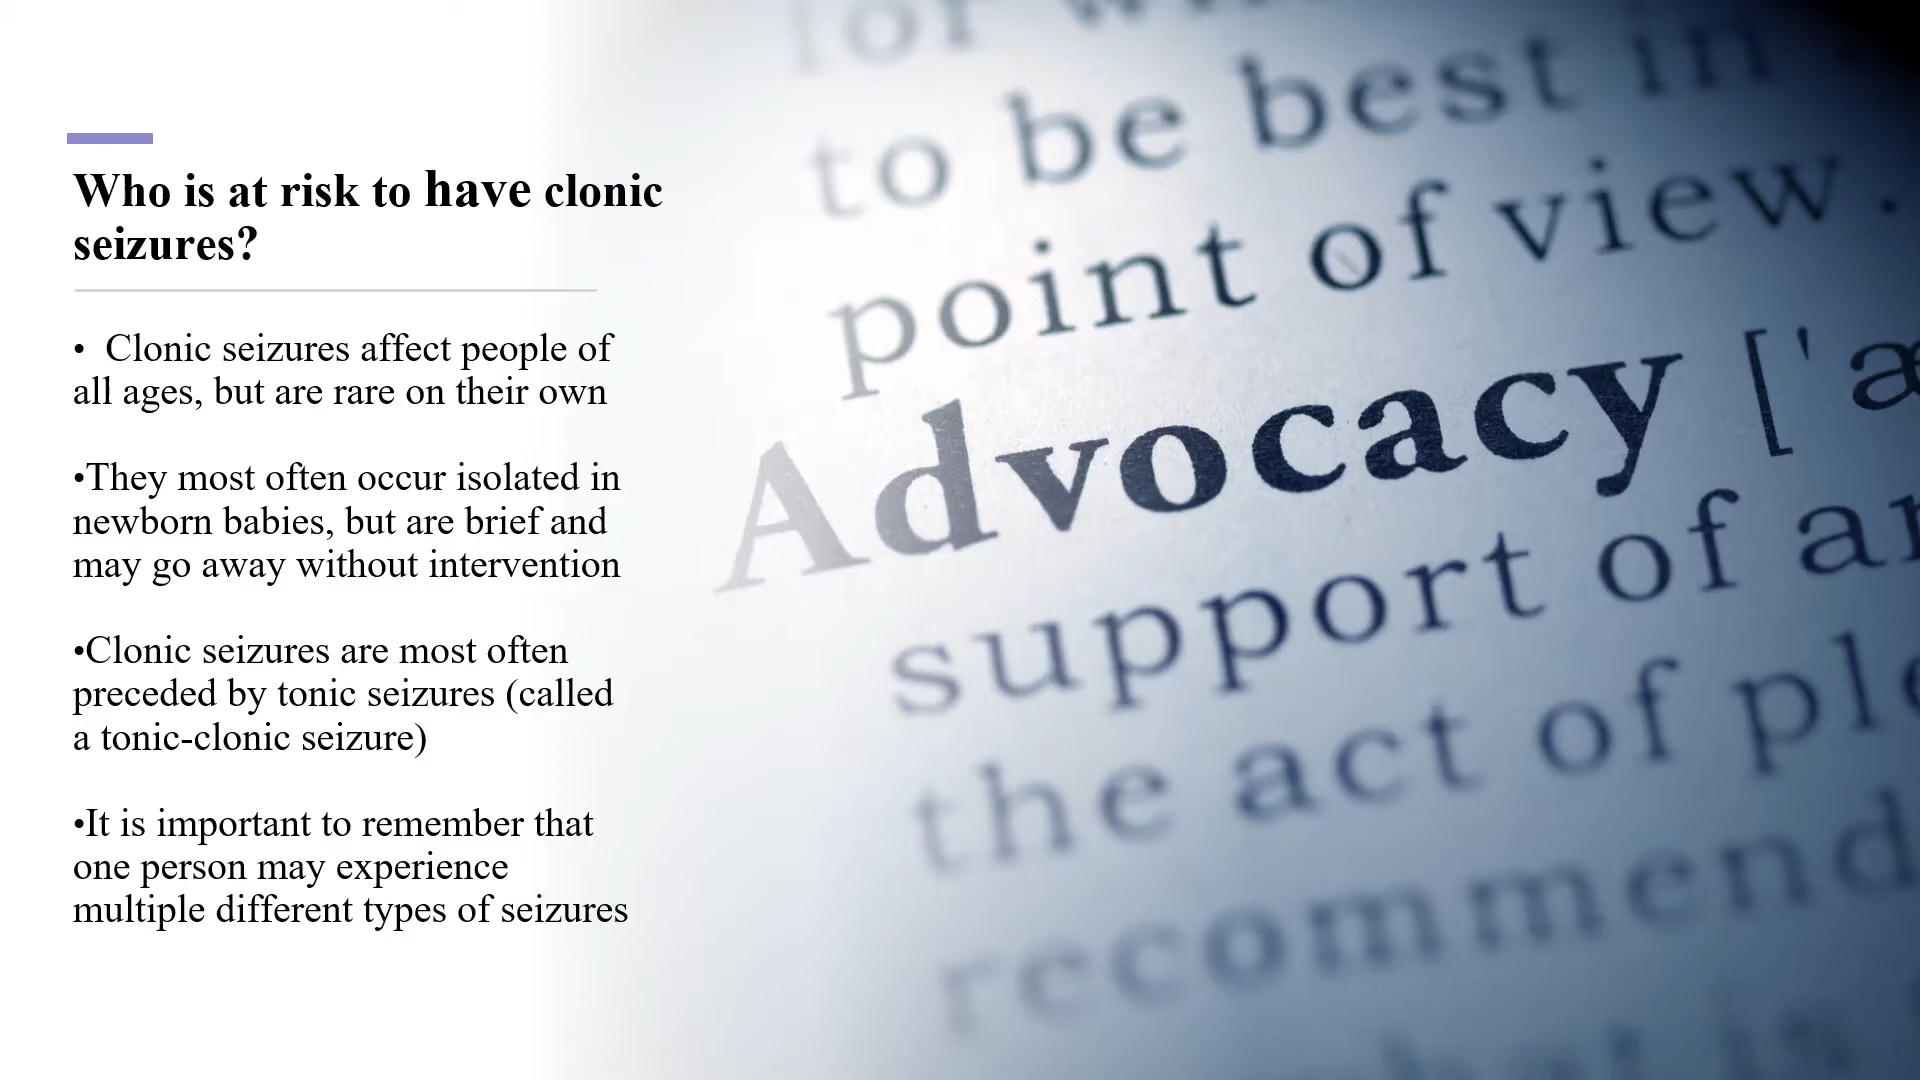 Who is at risk to have clonic
seizures?
• Clonic seizures affect people of
all ages, but are rare on their own
•They most often occur isolated in
newborn babies, but are brief and
may go away without intervention
•Clonic seizures are most often
preceded by tonic seizures (called
a tonic-clonic seizure)
•It is important to remember that
one person may experience
multiple different types of seizures
for
to be best in
point of view.
Advocacy ['æ
support of
the act of
recommend